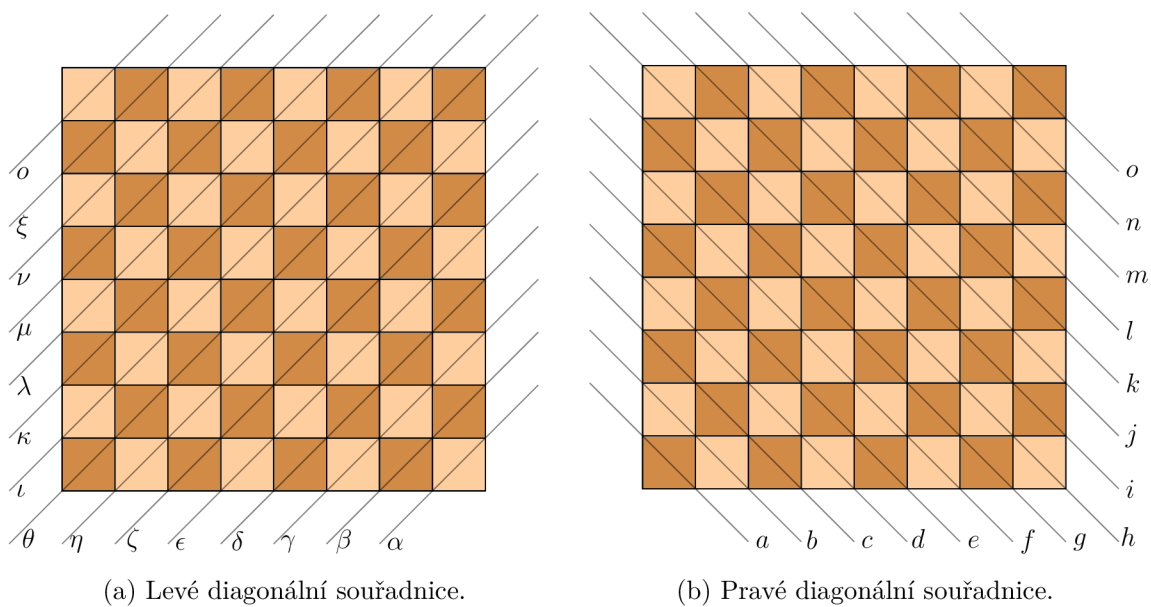 ο
ξ
ν
μ
λ
κ
ι
θ η ζ ϵ δ γ β α
(a) Levé diagonální souřadnice.
o
n
m
l
k
j
i
a b c d e f g h
(b) Pravé diagonální souřadnice.